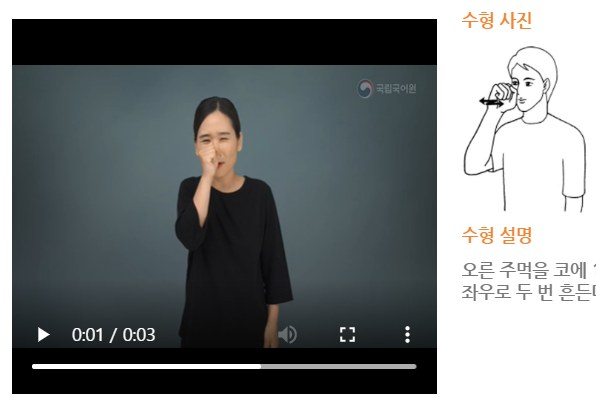 수형 사진
국립국어원
수형 설명
오른 주먹을 코에
좌우로 두 번
0:01 / 0:03